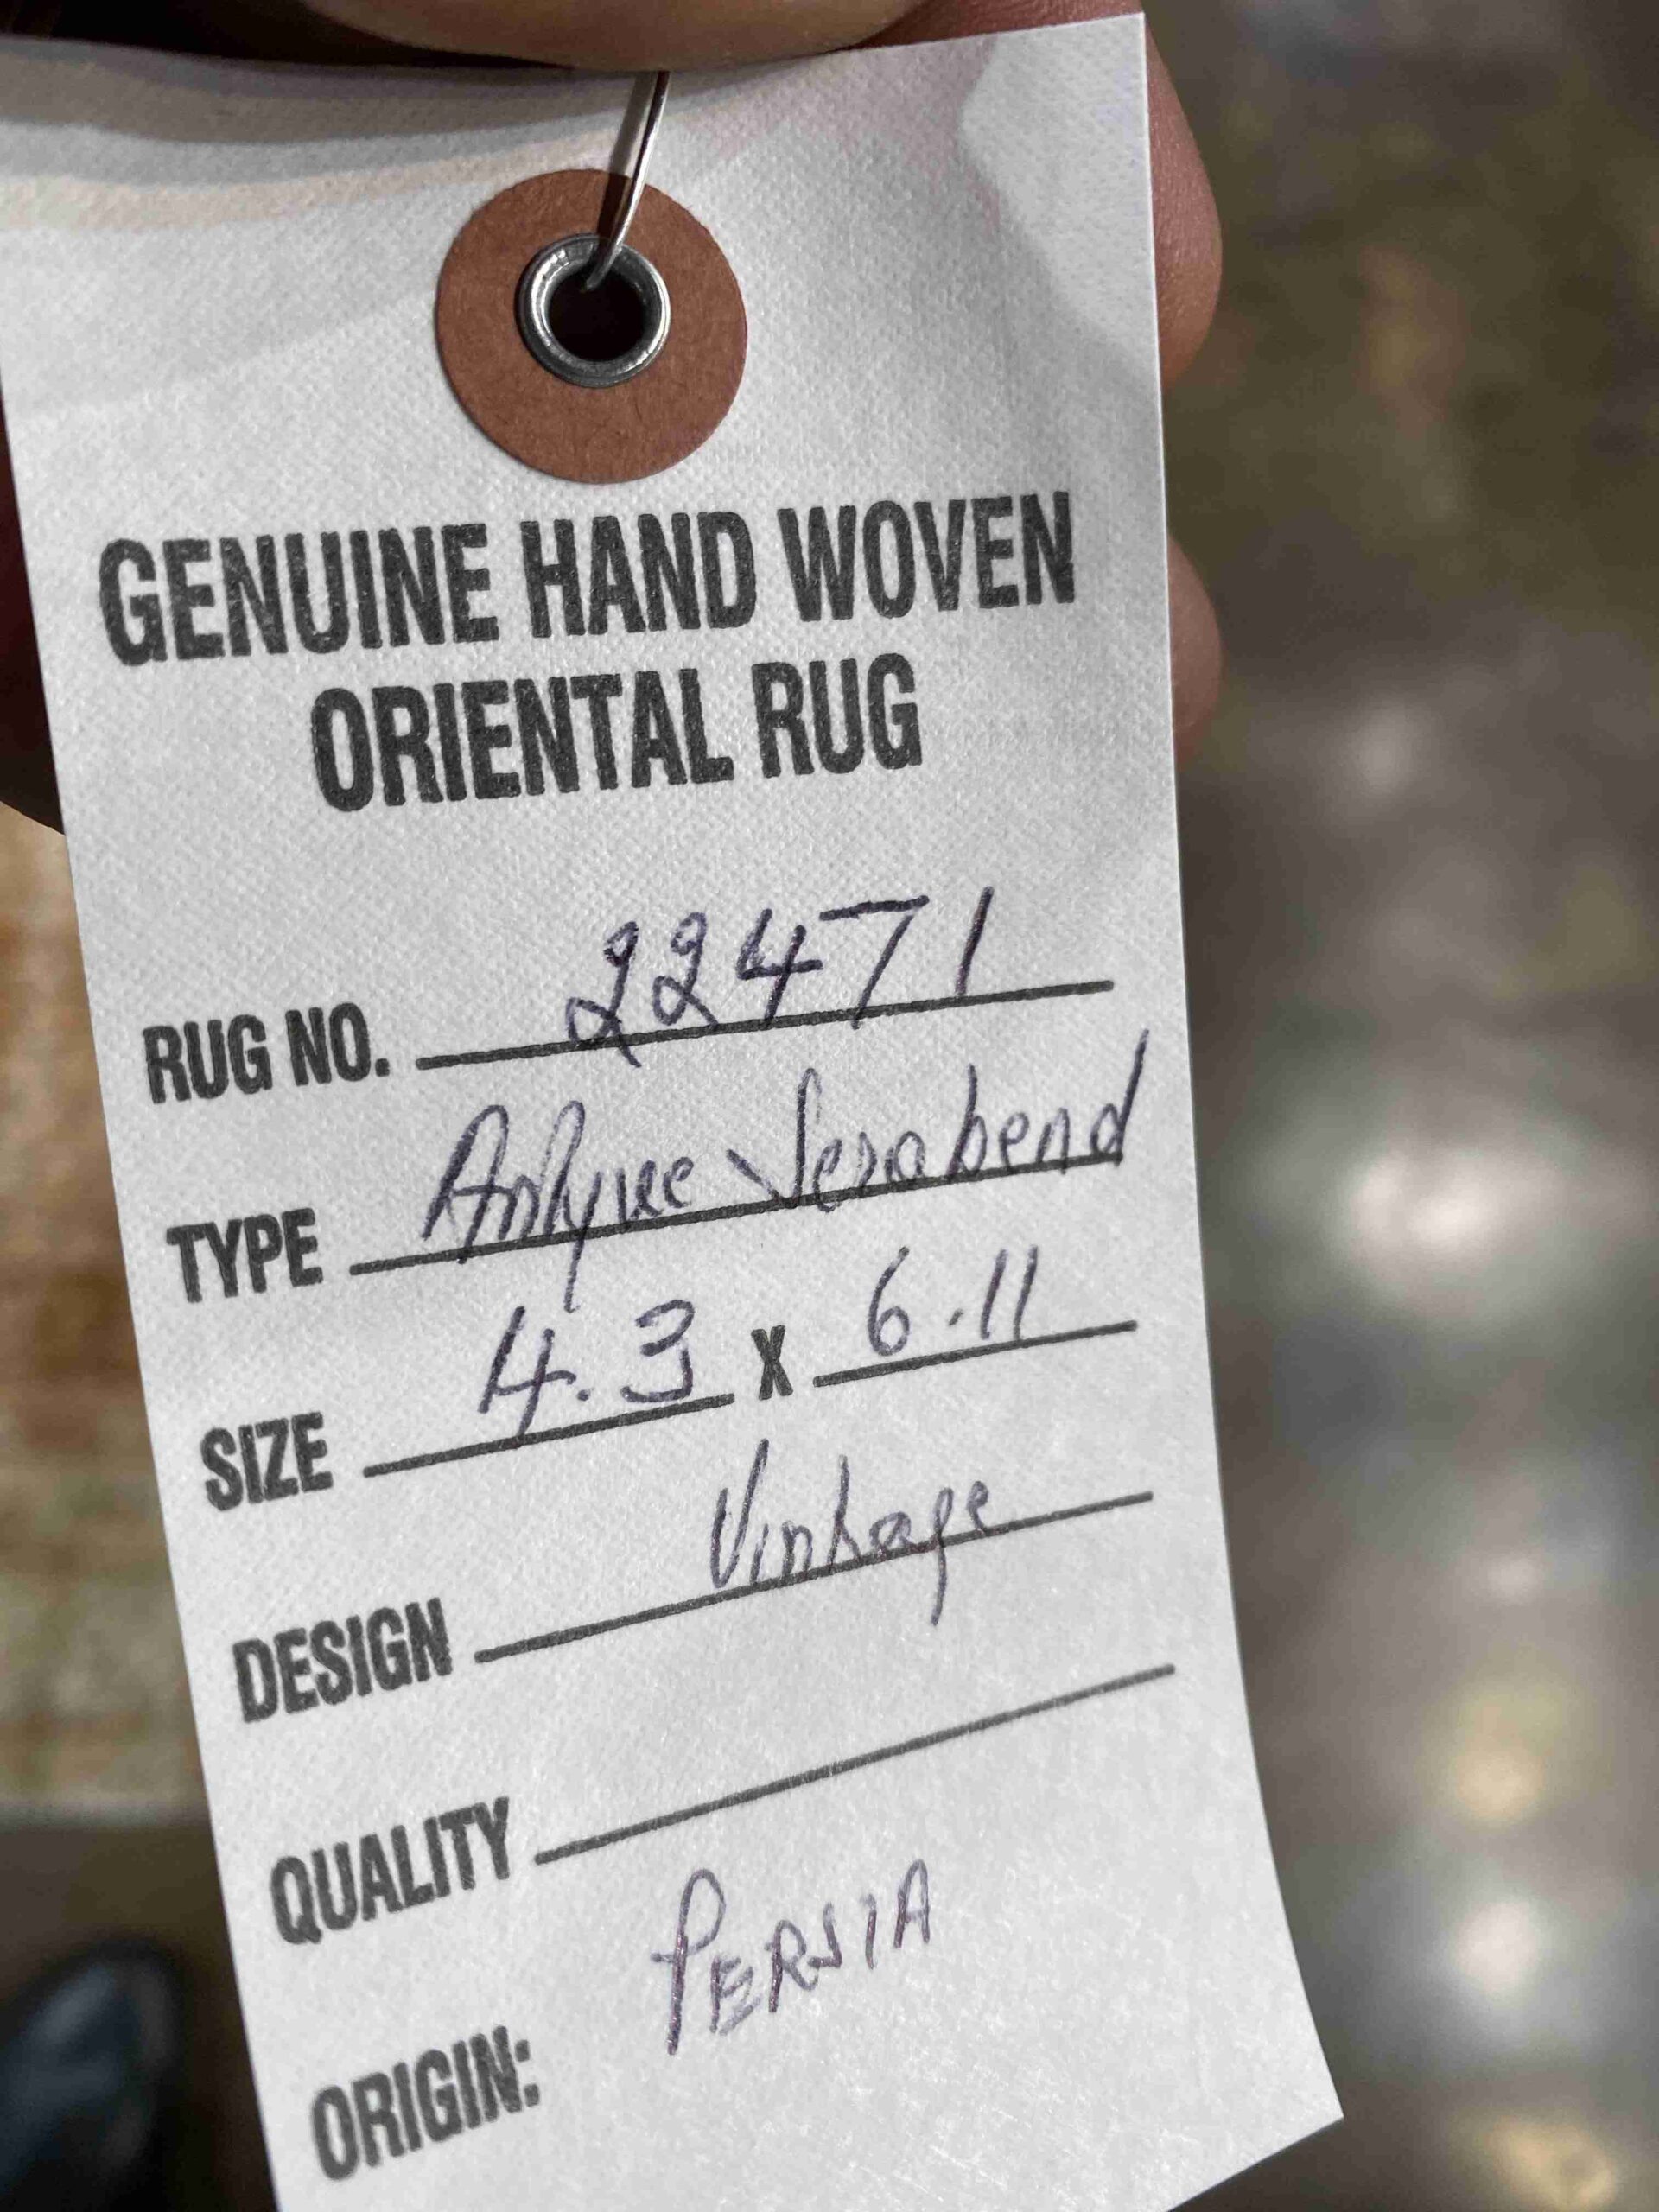 GENUINE HAND WOVEN
ORIENTAL RUG
RUG NO. 22471
TYPE Antique Serabend
SIZE 4.3 X 6.11
DESIGN Vintage
QUALITY
ORIGIN: PERSIA